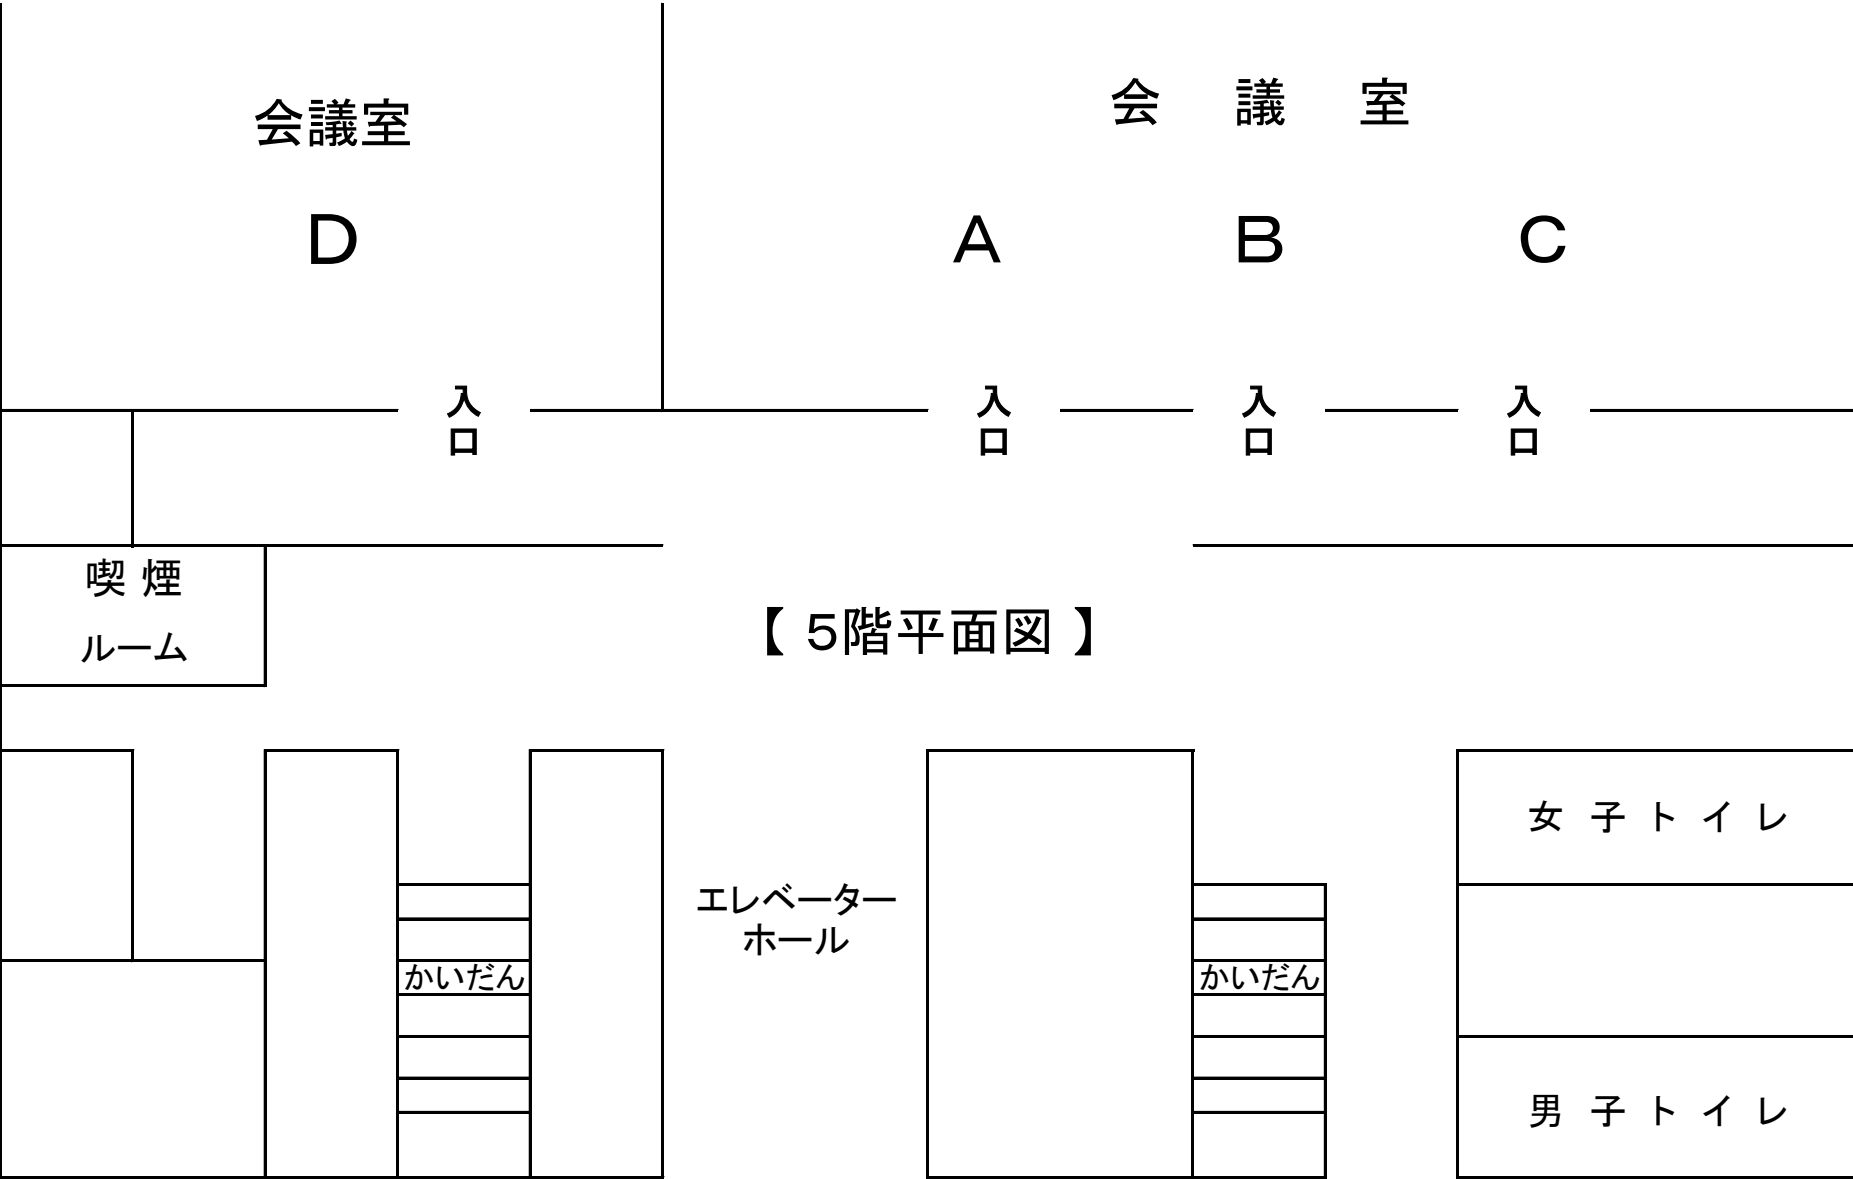 会議室
会議室
D
A B C
入口
入口
入口
入口
喫煙
ルーム
【 5階平面図 】
女子トイレ
エレベーター
ホール
かいだん
かいだん
男子トイレ